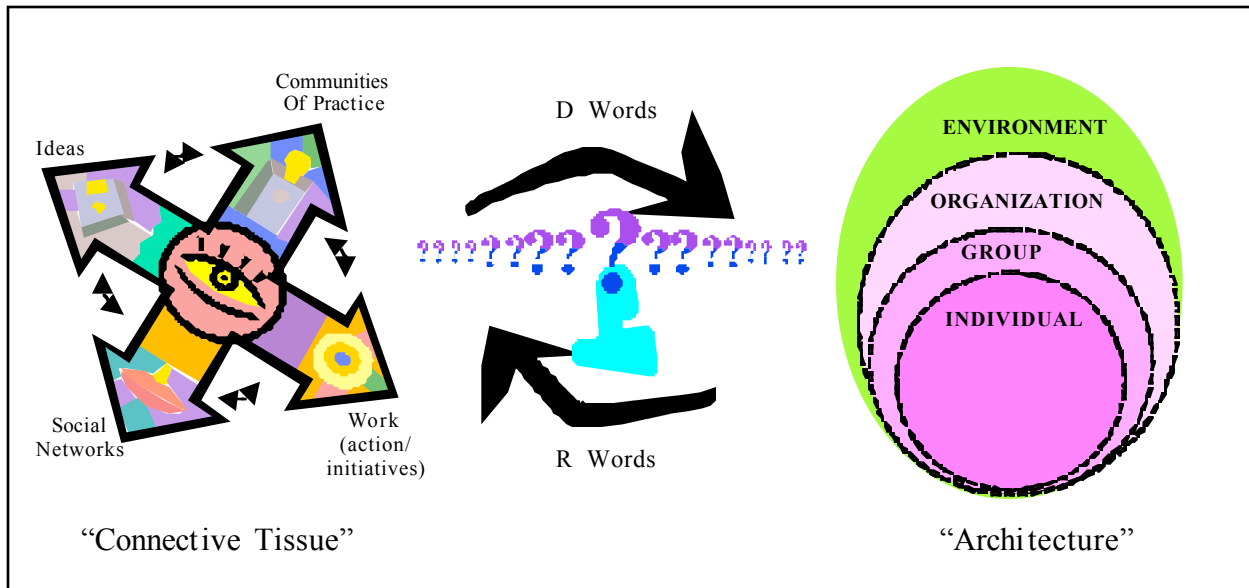 Communities
Of Practice
Ideas
Social
Networks
Work
(action/
initiatives)
“Connective Tissue”
D Words
? ? ? ? ? ? ? ? ? ? ? ? ? ? ? ? ?
R Words
ENVIRONMENT
ORGANIZATION
GROUP
INDIVIDUAL
“Architecture”